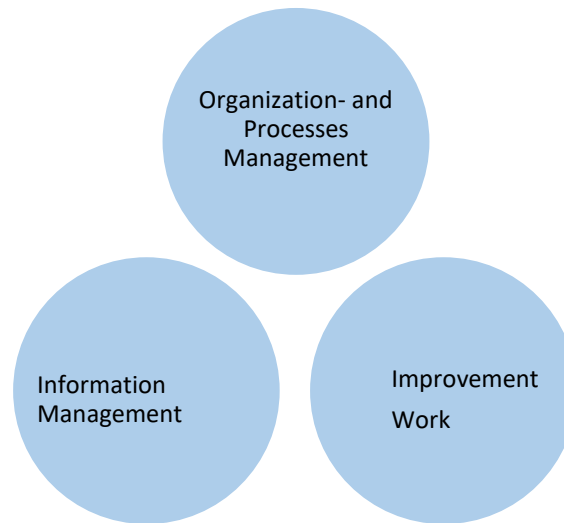 Organization- and
Processes
Management
Information
Management
Improvement
Work